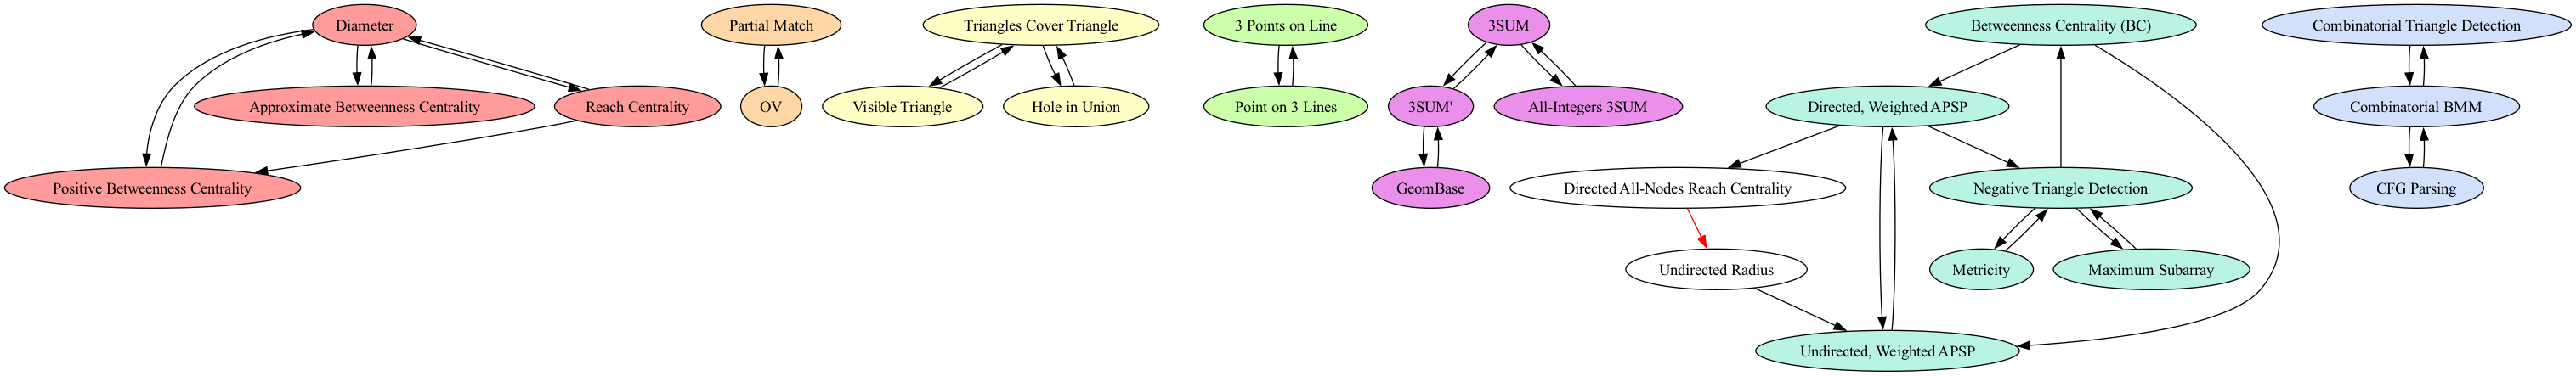 Diameter
Partial Match
Triangles Cover Triangle
3 Points on Line
3SUM
Betweenness Centrality (BC)
Combinatorial Triangle Detection
Approximate Betweenness Centrality
Reach Centrality
OV
Visible Triangle
Hole in Union
Point on 3 Lines
3SUM'
All-Integers 3SUM
Directed, Weighted APSP
Combinatorial BMM
Positive Betweenness Centrality
GeomBase
Directed All-Nodes Reach Centrality
Negative Triangle Detection
CFG Parsing
Undirected Radius
Metricity
Maximum Subarray
Undirected, Weighted APSP